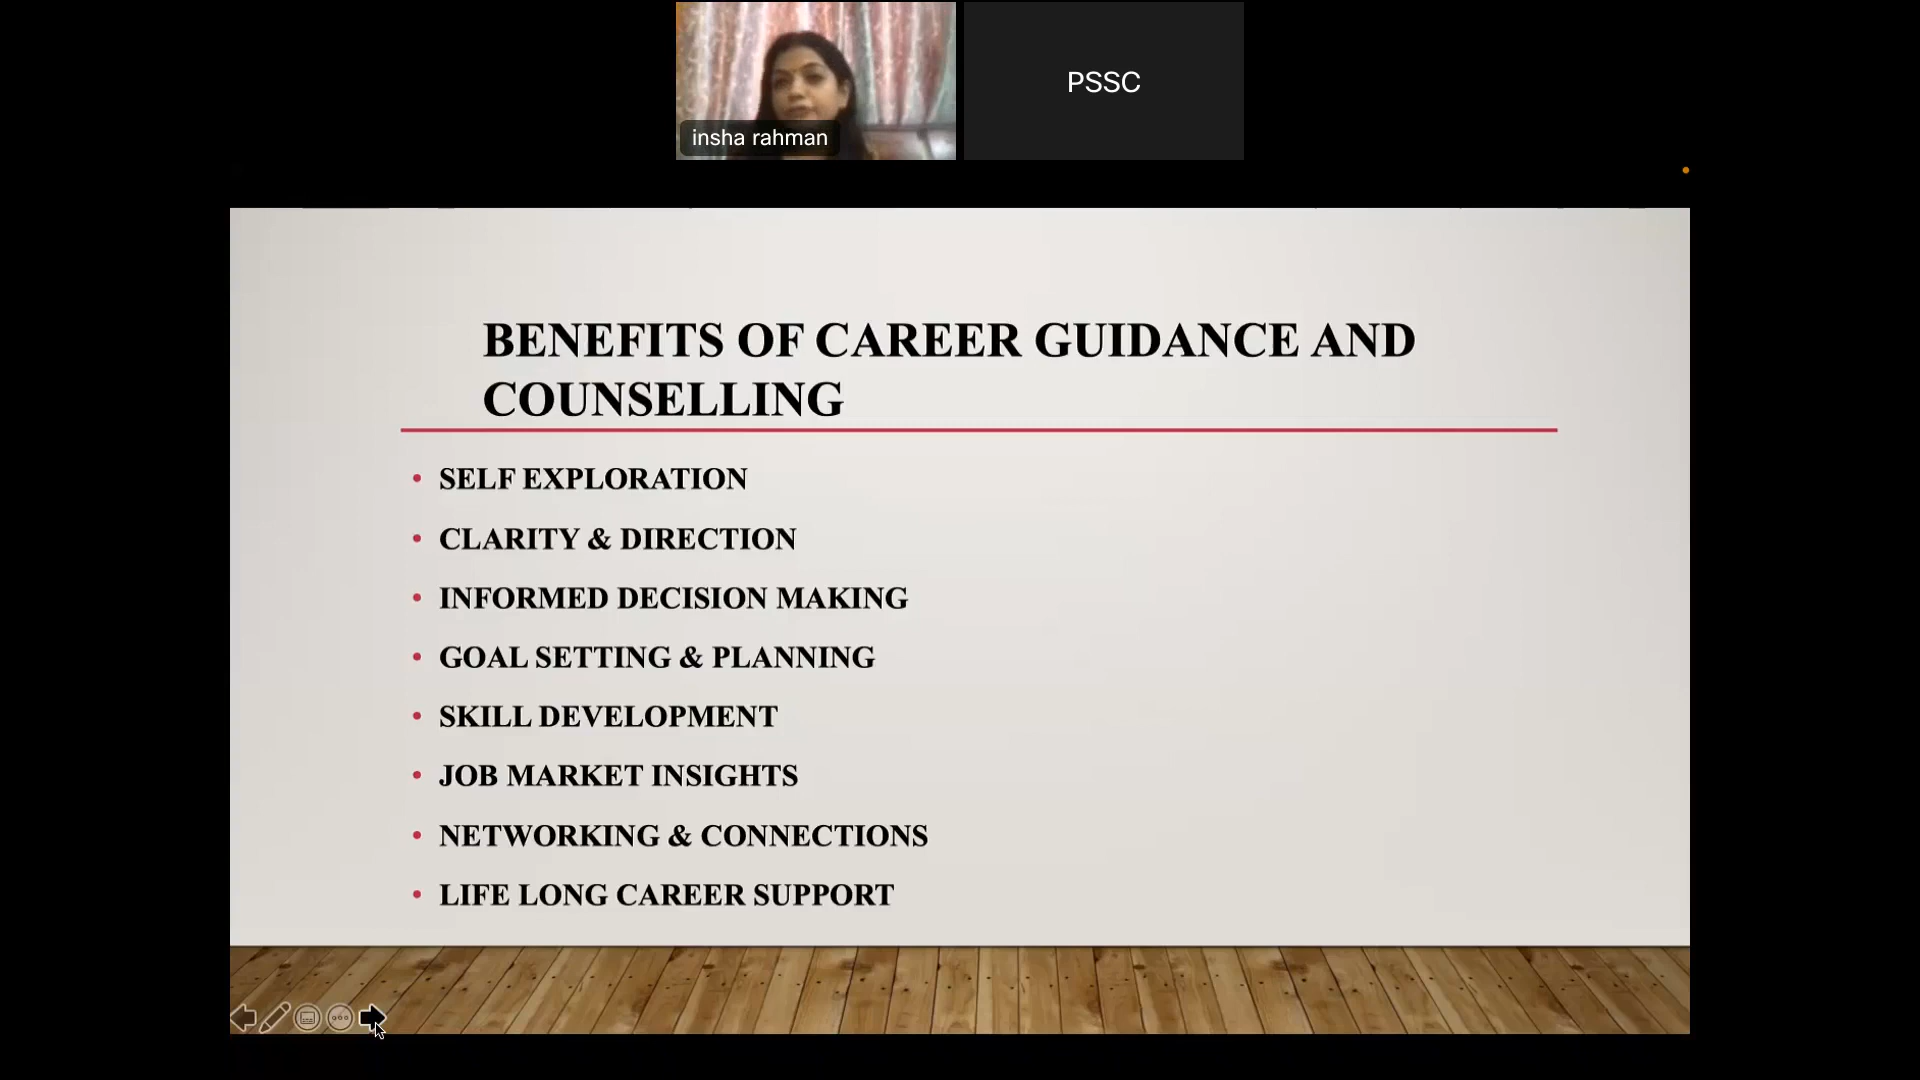 insha rahman
PSSC
BENEFITS OF CAREER GUIDANCE AND
COUNSELLING
• SELF EXPLORATION
• CLARITY & DIRECTION
• INFORMED DECISION MAKING
• GOAL SETTING & PLANNING
• SKILL DEVELOPMENT
• JOB MARKET INSIGHTS
• NETWORKING & CONNECTIONS
• LIFE LONG CAREER SUPPORT